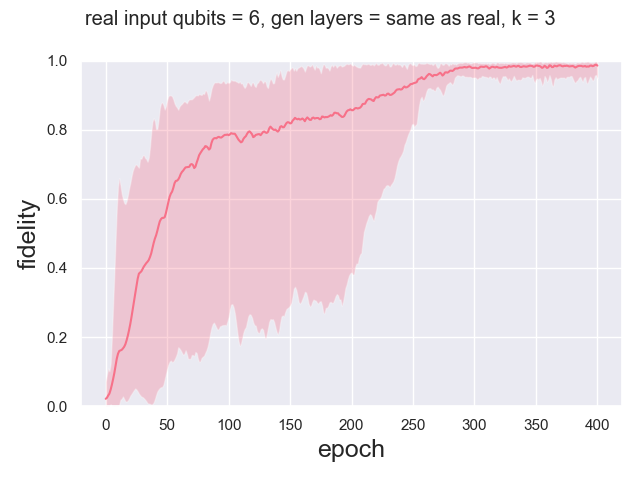 real input qubits = 6, gen layers = same as real, k = 3
1.0
0.8
0.6
0.4
0.2
0.0
fidelity
0 50 100 150 200 250 300 350 400
epoch